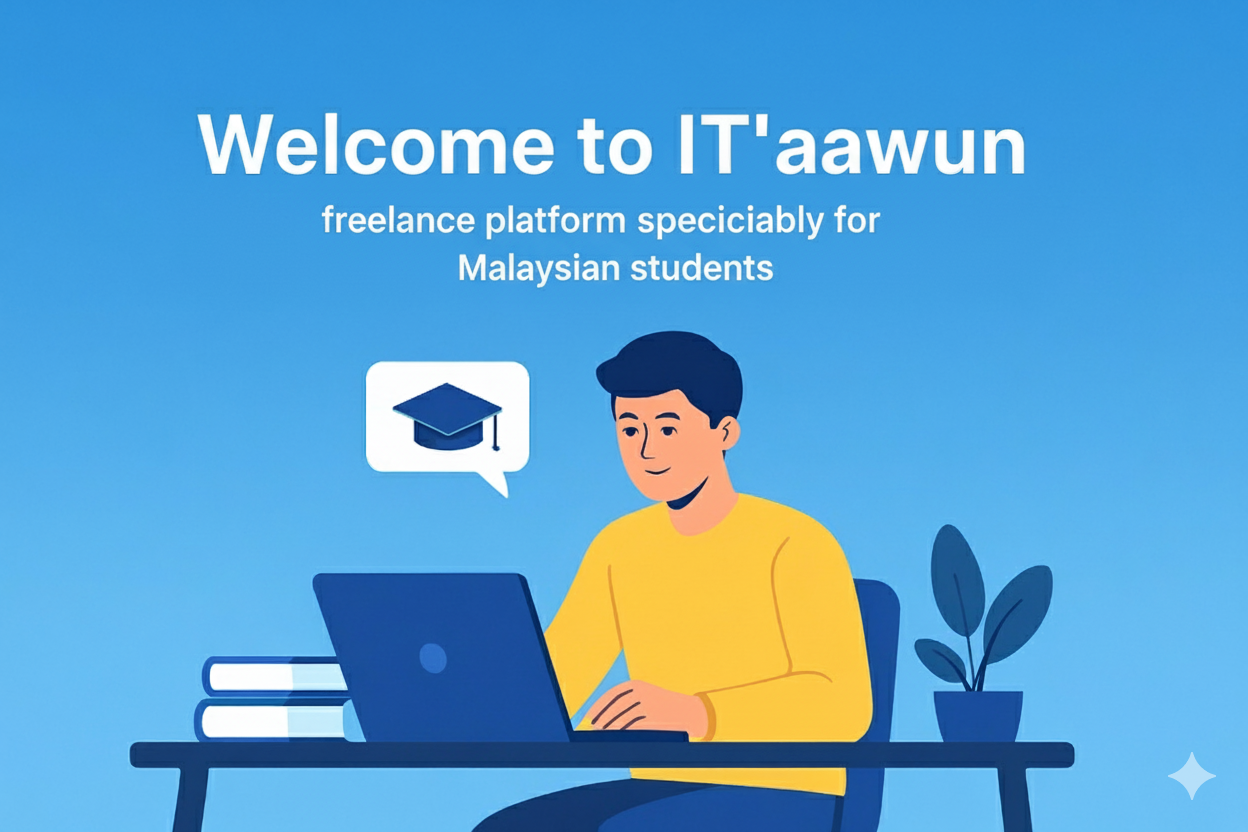 Welcome to IT'aawun
freelance platform speciciably for
Malaysian students